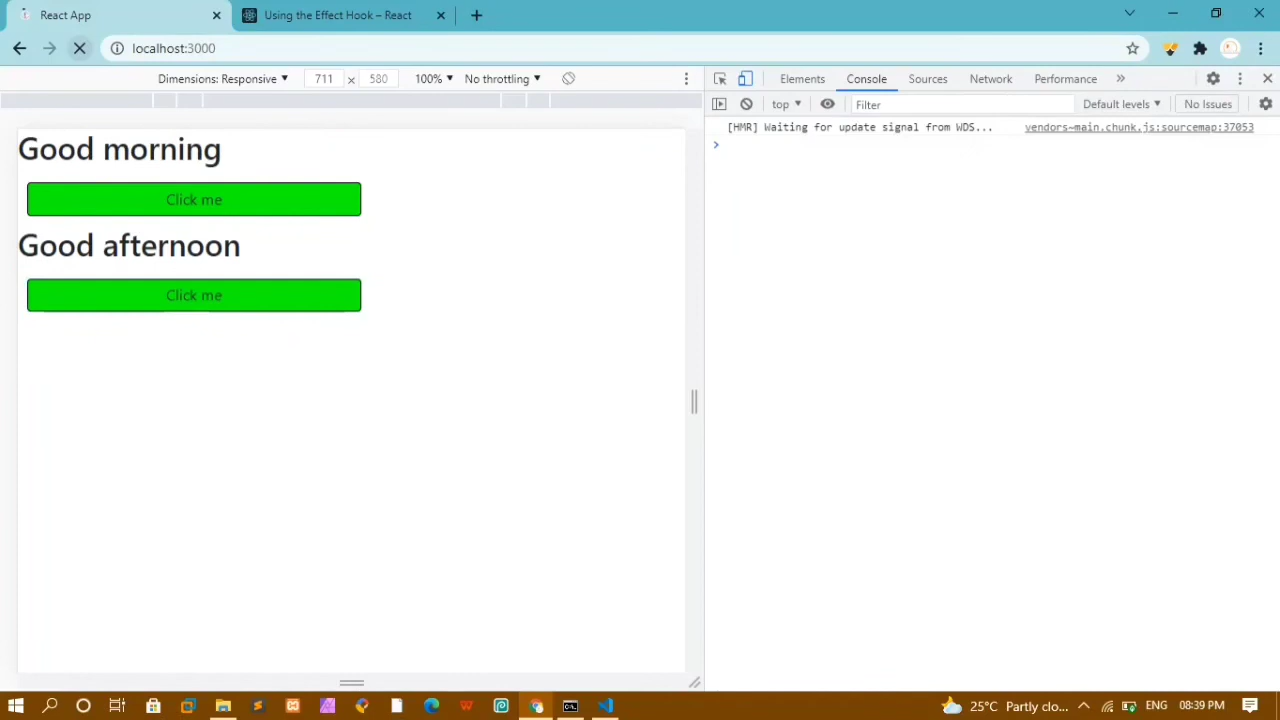 React App
Using the Effect Hook – React
localhost:3000
Dimensions: Responsive 711 x 580 100% No throttling
Elements Console Sources Network Performance
top Filter Default levels No Issues
[HMR] Waiting for update signal from WDS... vendors~main.chunk.js:sourcemap:37053
Good morning
Click me
Good afternoon
Click me
25°C Partly clo... ENG 08:39 PM